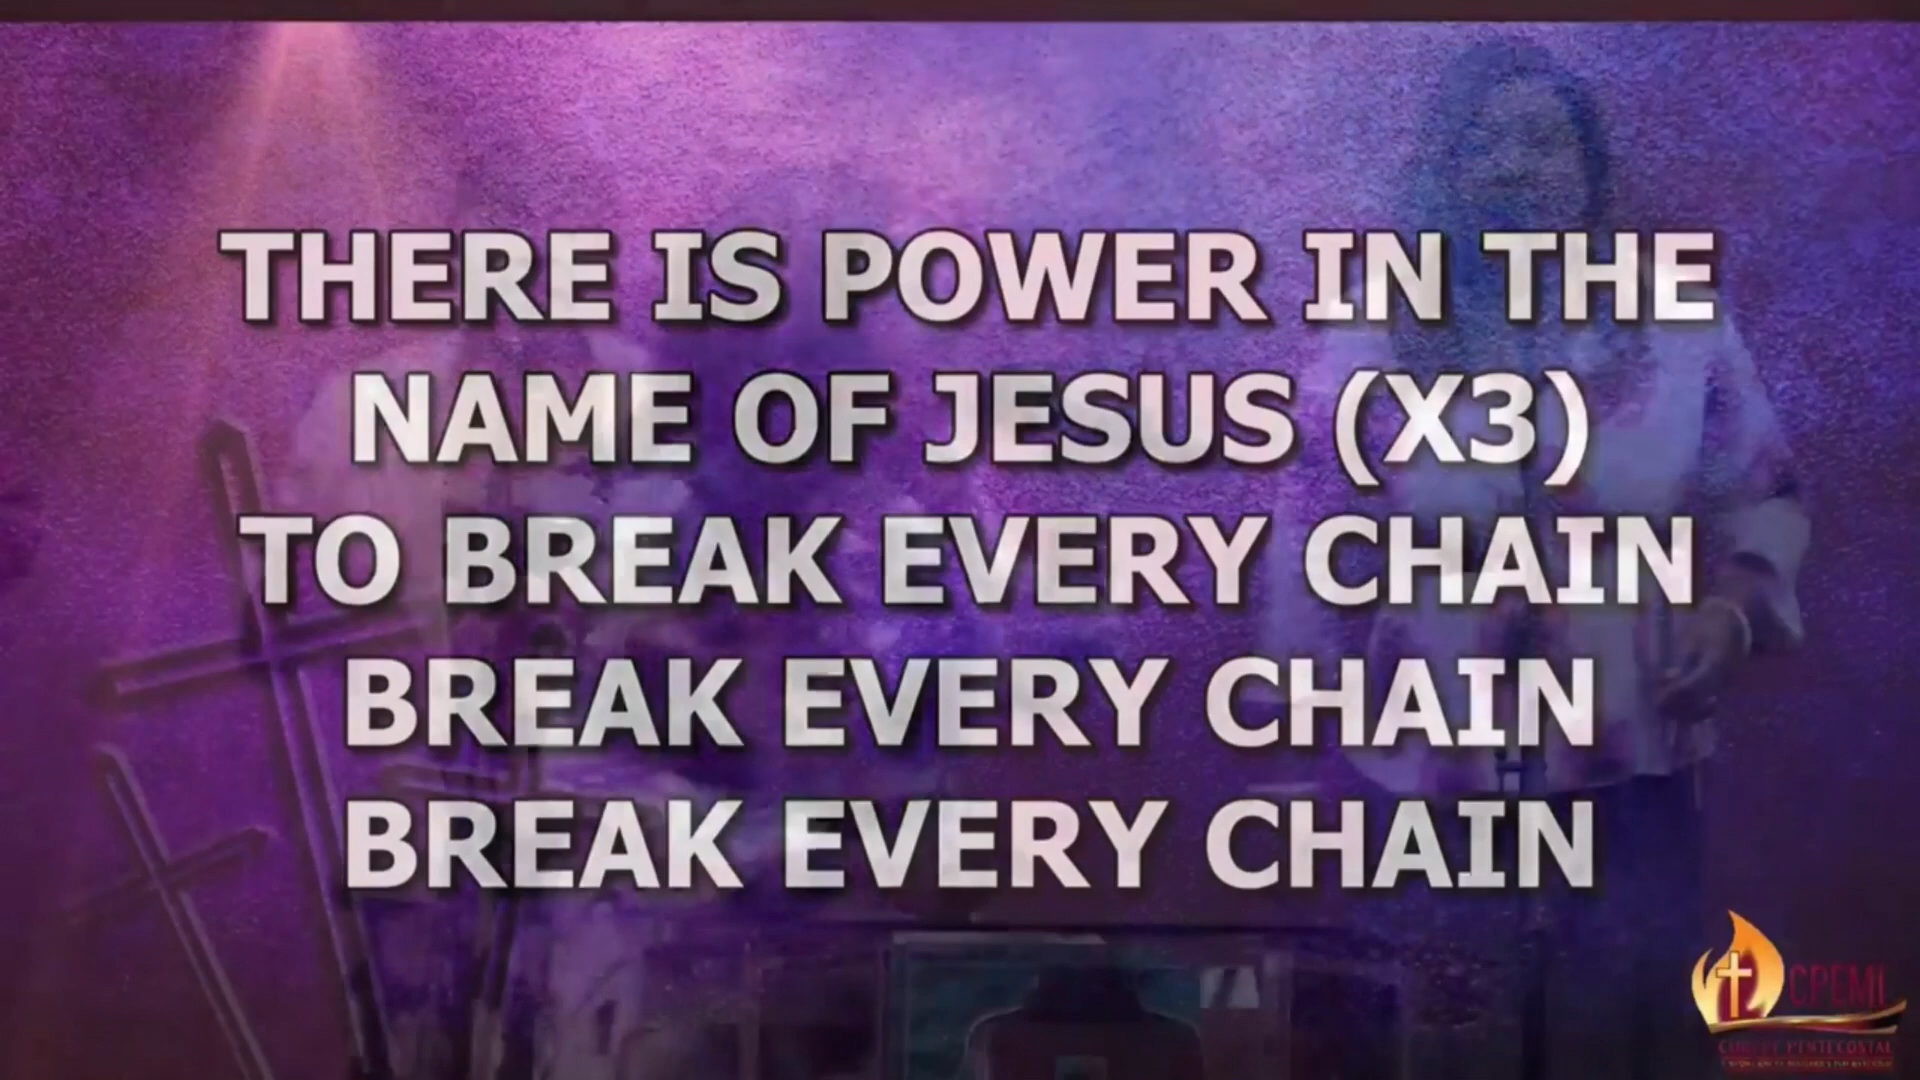 THERE IS POWER IN THE
NAME OF JESUS (X3)
TO BREAK EVERY CHAIN
BREAK EVERY CHAIN
BREAK EVERY CHAIN
CPEMI
PENTECOSTAL